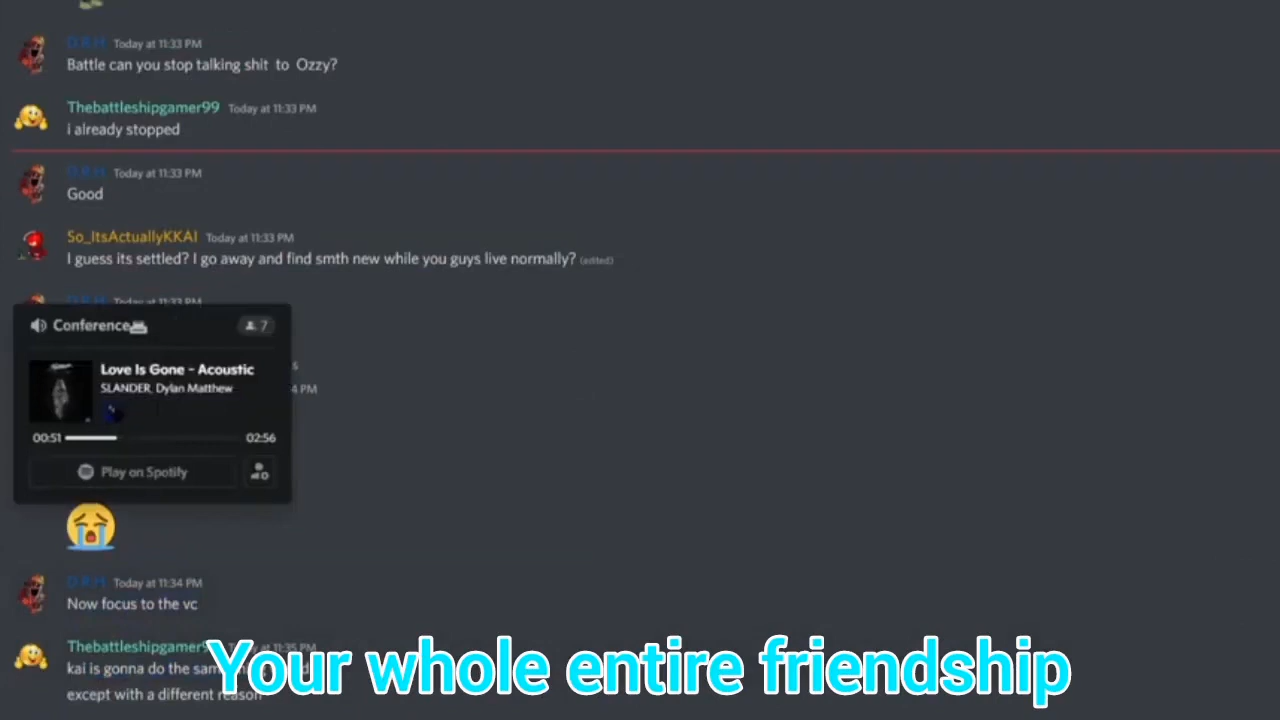 D.R.H Today at 11:33 PM
Battle can you stop talking shit to Ozzy?
Thebattleshipgamer99 Today at 11:33 PM
i already stopped
D.R.H Today at 11:33 PM
Good
So_ItsActuallyKKAI Today at 11:33 PM
I guess its settled? I go away and find smth new while you guys live normally? (edited)
D.R.H Today at 11:33 PM
Conference 7
Love Is Gone - Acoustic
s
SLANDER, Dylan Matthew
4 PM
00:51 02:56
Play on Spotify
D.R.H Today at 11:34 PM
Now focus to the vc
Thebattleshipgamer9 Today at 11:35 PM
kai is gonna do the sam
Your whole entire friendship
except with a different reason